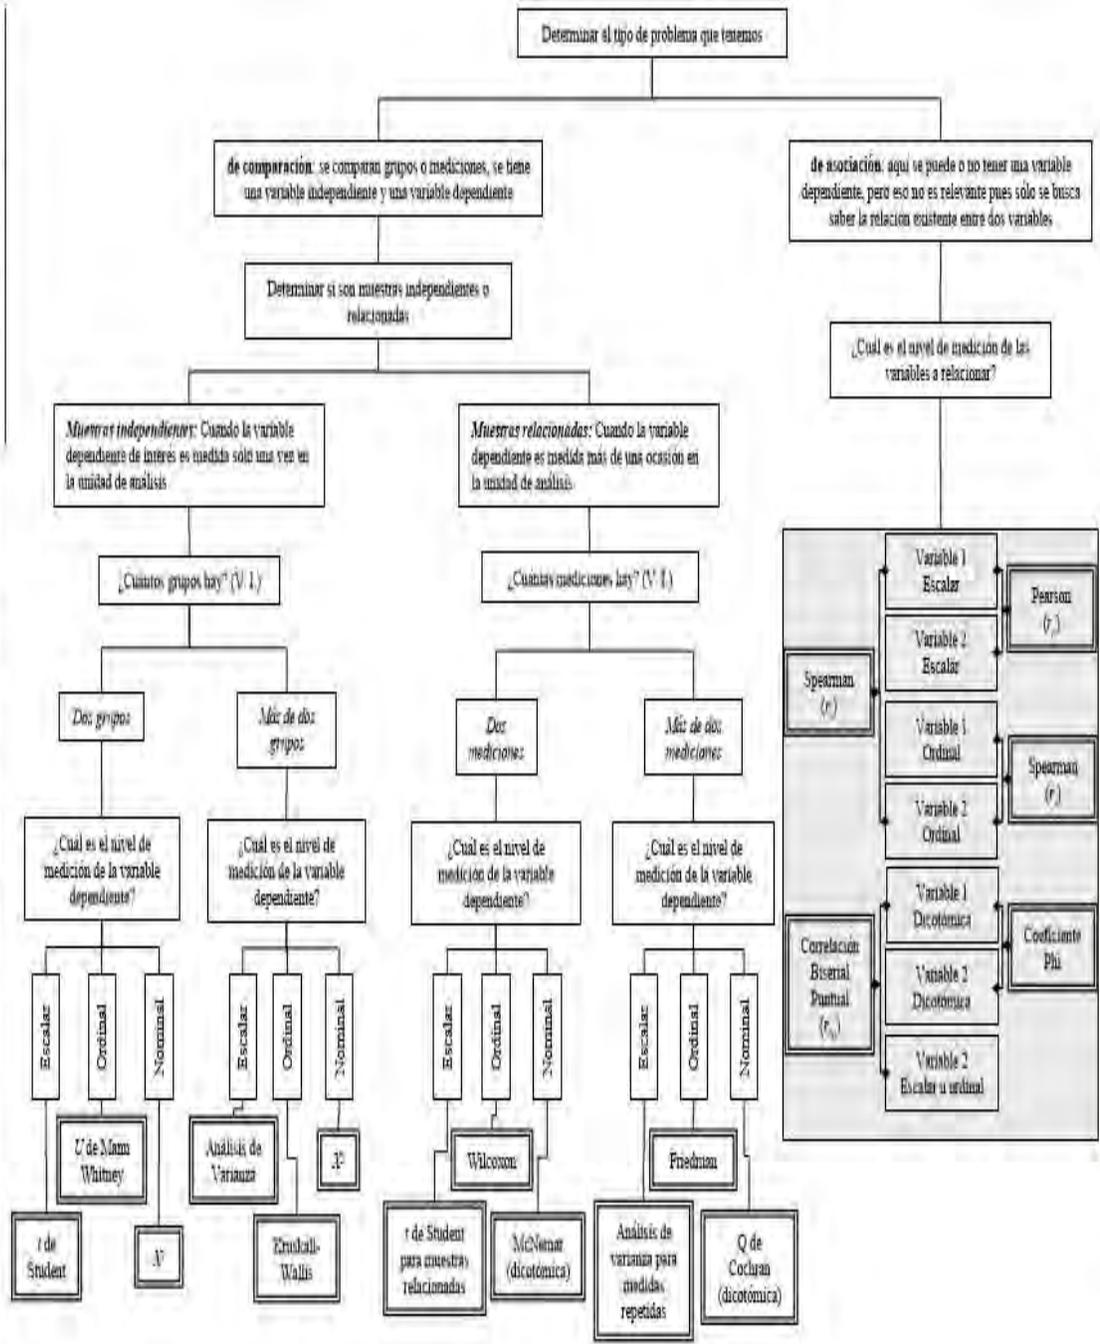 Determinar el tipo de problema que tenemos
de comparación: se comparan grupos o mediciones, se tiene
una variable independiente y una variable dependiente
de asociación: aquí se puede o no tener una variable
dependiente, pero eso no es relevante pues sólo se busca
saber la relación existente entre dos variables
Determinar si son muestras independientes o
relacionadas
¿Cuál es el nivel de medición de las
variables a relacionar?
Muestras independientes: Cuando la variable
dependiente de interés es medida sólo una vez en
la unidad de análisis
Muestras relacionadas: Cuando la variable
dependiente es medida más de una ocasión en
la unidad de análisis
¿Cuántos grupos hay? (V. I.)
¿Cuántas mediciones hay? (V. I.)
Dos grupos
Más de dos
grupos
Dos
mediciones
Más de dos
mediciones
¿Cuál es el nivel de
medición de la variable
dependiente?
¿Cuál es el nivel de
medición de la variable
dependiente?
¿Cuál es el nivel de
medición de la variable
dependiente?
¿Cuál es el nivel de
medición de la variable
dependiente?
Escalar
Ordinal
Nominal
Escalar
Ordinal
Nominal
Escalar
Ordinal
Nominal
Escalar
Ordinal
Nominal
U de Mann
Whitney
Análisis de
Varianza
Wilcoxon
Friedman
t de
Student
Kruskall-
Wallis
t de Student
para muestras
relacionadas
McNemar
(dicotómica)
Análisis de
varianza para
medidas
repetidas
Q de
Cochran
(dicotómica)
Variable 1
Escalar
Variable 2
Escalar
Pearson
Spearman
Variable 1
Ordinal
Variable 2
Ordinal
Spearman
Variable 1
Dicotómica
Variable 2
Dicotómica
Coeficiente
Phi
Correlación
Biserial
Puntual
Variable 2
Escalar u ordinal